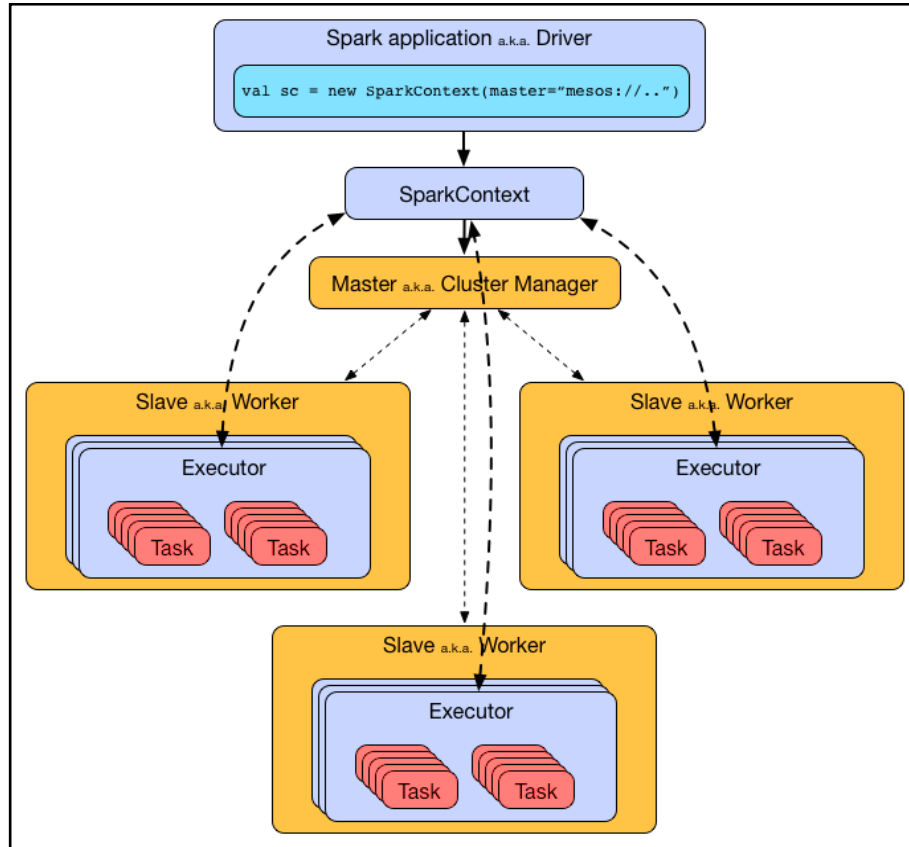 Spark application a.k.a. Driver
val sc = new SparkContext(master=“mesos://..”)
SparkContext
Master a.k.a. Cluster Manager
Slave a.k.a. Worker
Executor
Task
Task
Slave a.k.a. Worker
Executor
Task
Task
Slave a.k.a. Worker
Executor
Task
Task